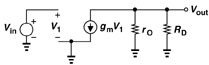 V_out
V_in
+
−
+
V_1
−
g_m V_1
r_O
R_D